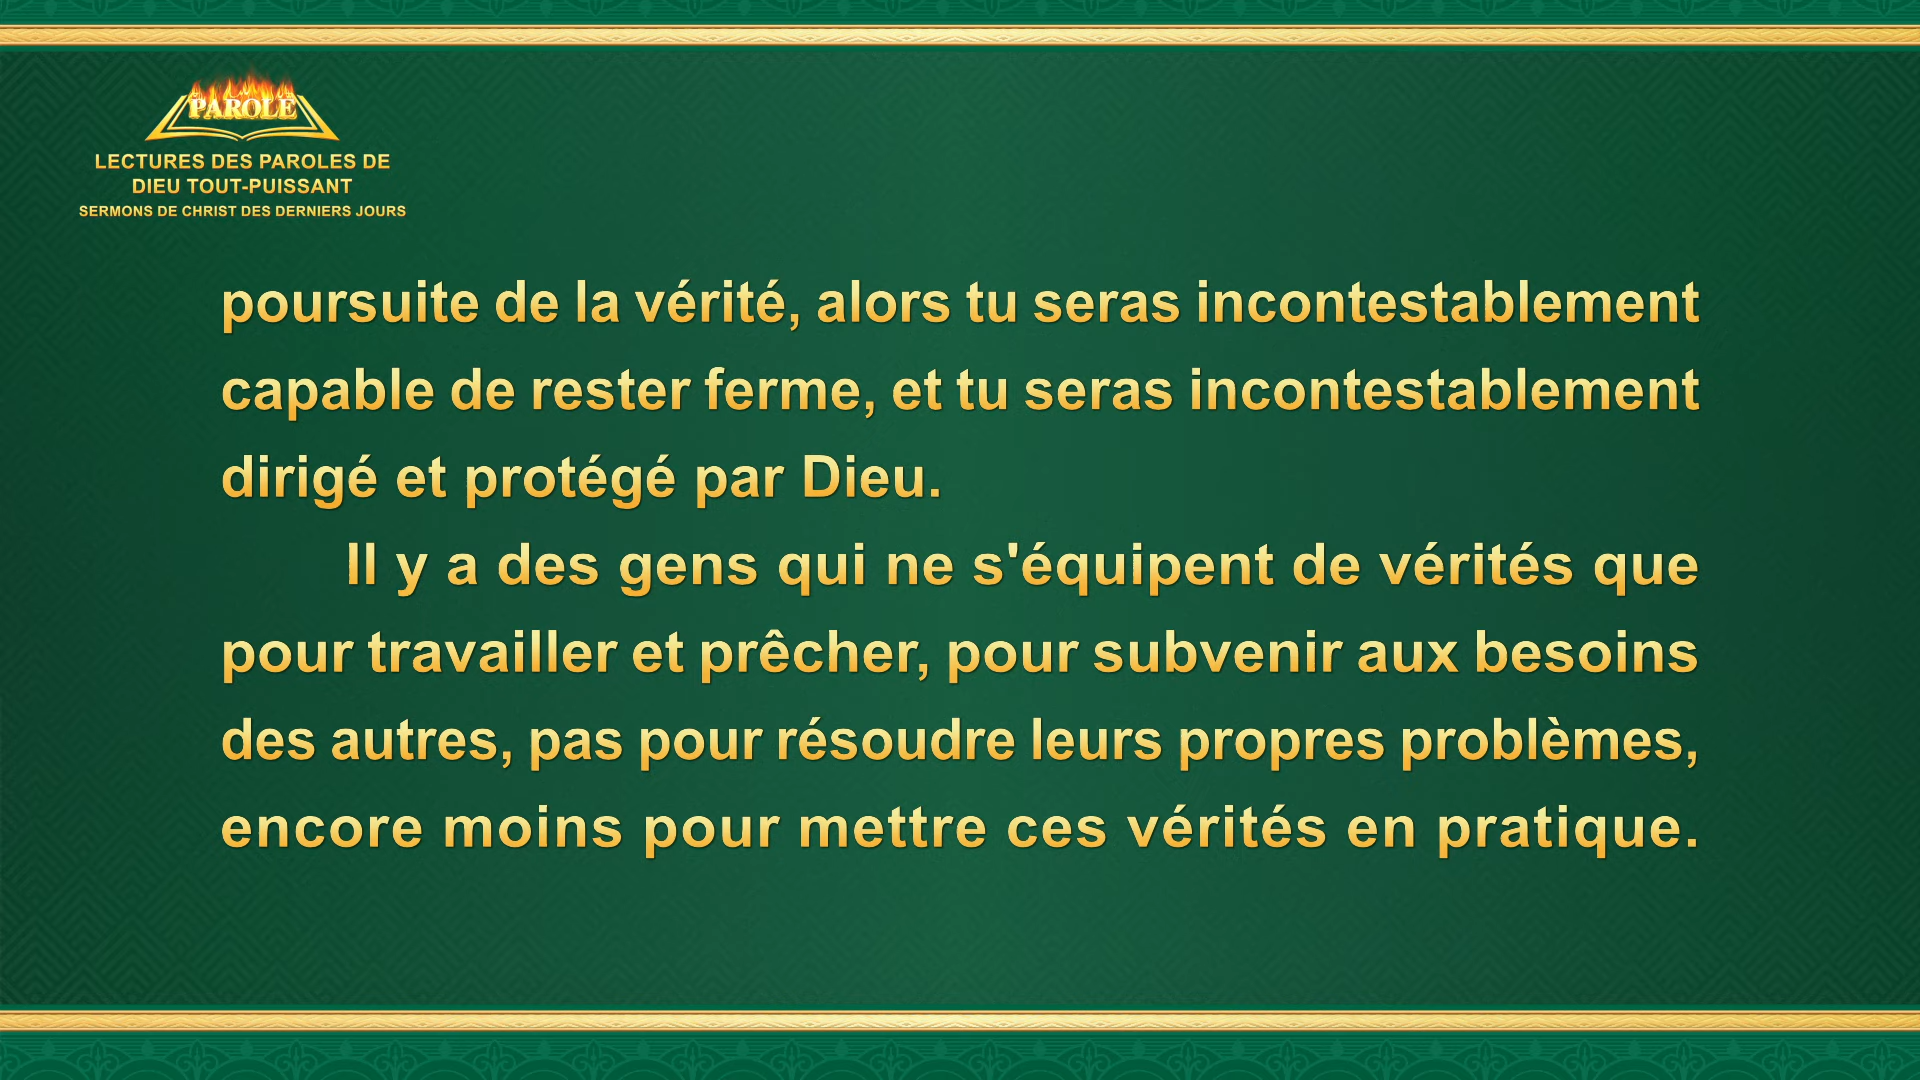 PAROLE
LECTURES DES PAROLES DE
DIEU TOUT-PUISSANT
SERMONS DE CHRIST DES DERNIERS JOURS
poursuite de la vérité, alors tu seras incontestablement
capable de rester ferme, et tu seras incontestablement
dirigé et protégé par Dieu.
Il y a des gens qui ne s'équipent de vérités que
pour travailler et prêcher, pour subvenir aux besoins
des autres, pas pour résoudre leurs propres problèmes,
encore moins pour mettre ces vérités en pratique.